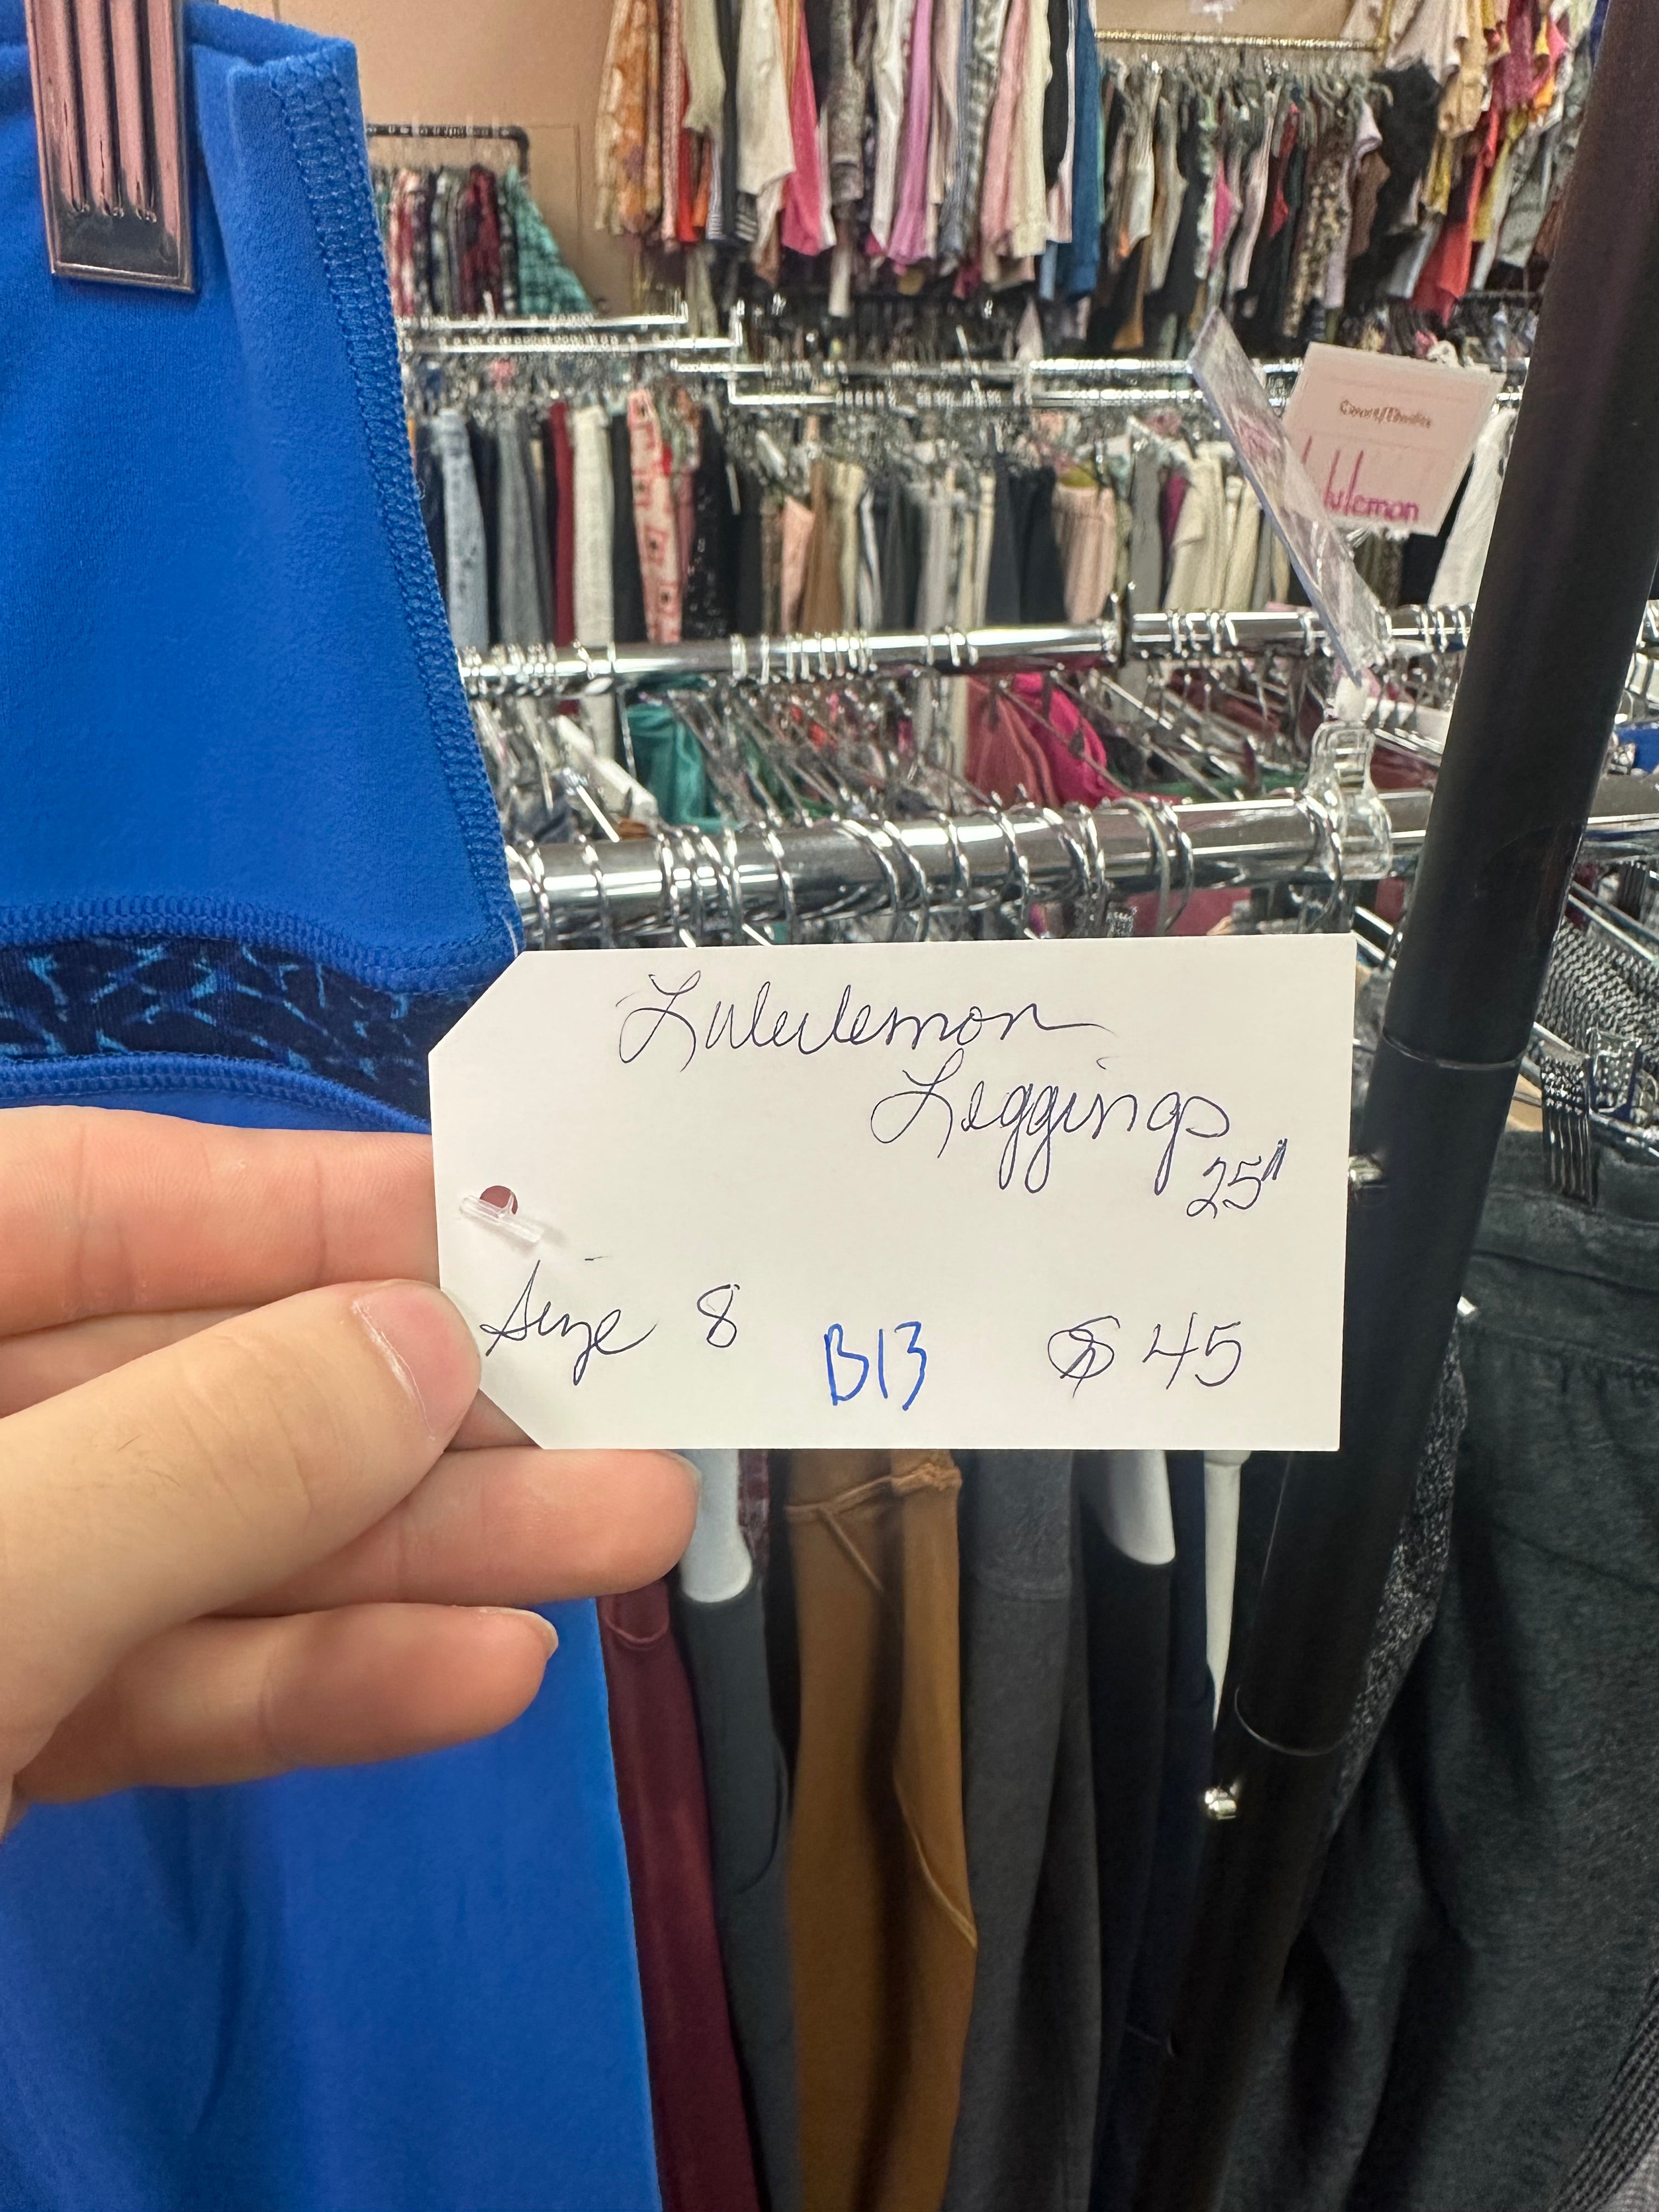 lululemon
Lululemon
Leggings
25"
Size 8 B13 $45